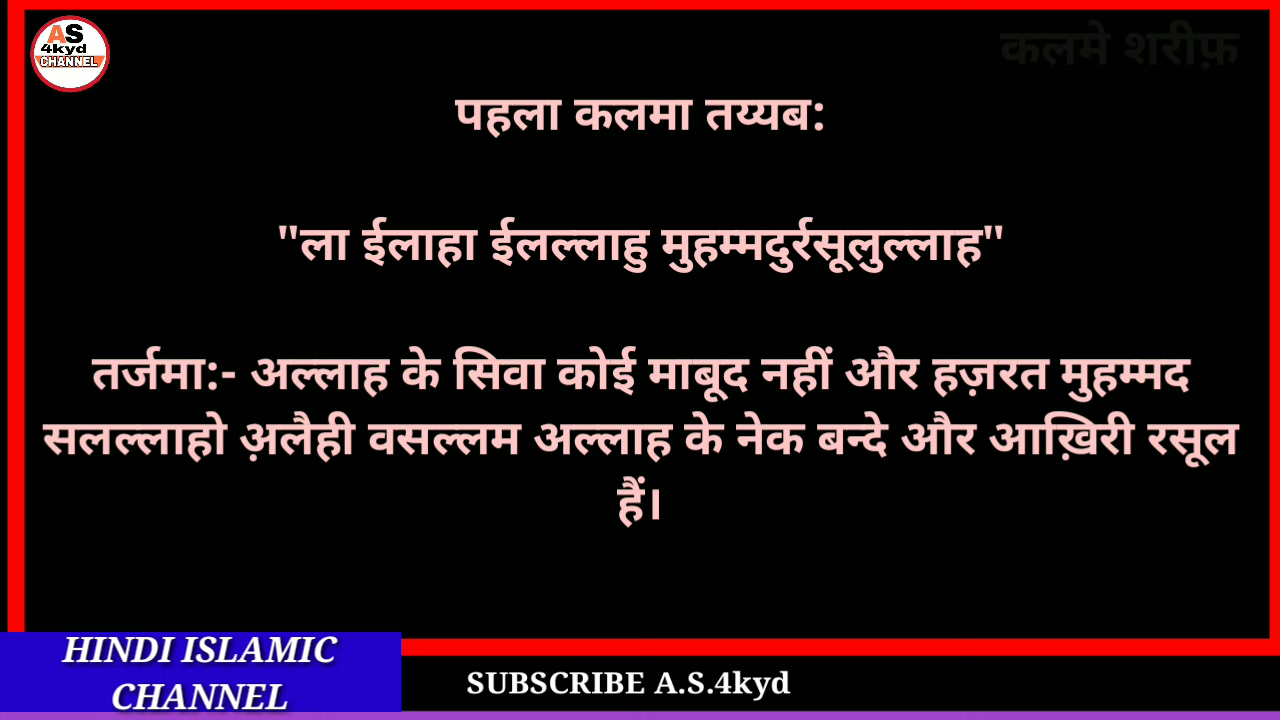 AS
4kyd
CHANNEL
कलमे शरीफ़
पहला कलमा तय्यब:
"ला ईलाहा ईलल्लाहु मुहम्मदुर्रसूलुल्लाह"
तर्जमा:- अल्लाह के सिवा कोई माबूद नहीं और हज़रत मुहम्मद
सलल्लाहो अ़लैही वसल्लम अल्लाह के नेक बन्दे और आख़िरी रसूल
हैं।
HINDI ISLAMIC
CHANNEL
SUBSCRIBE A.S.4kyd